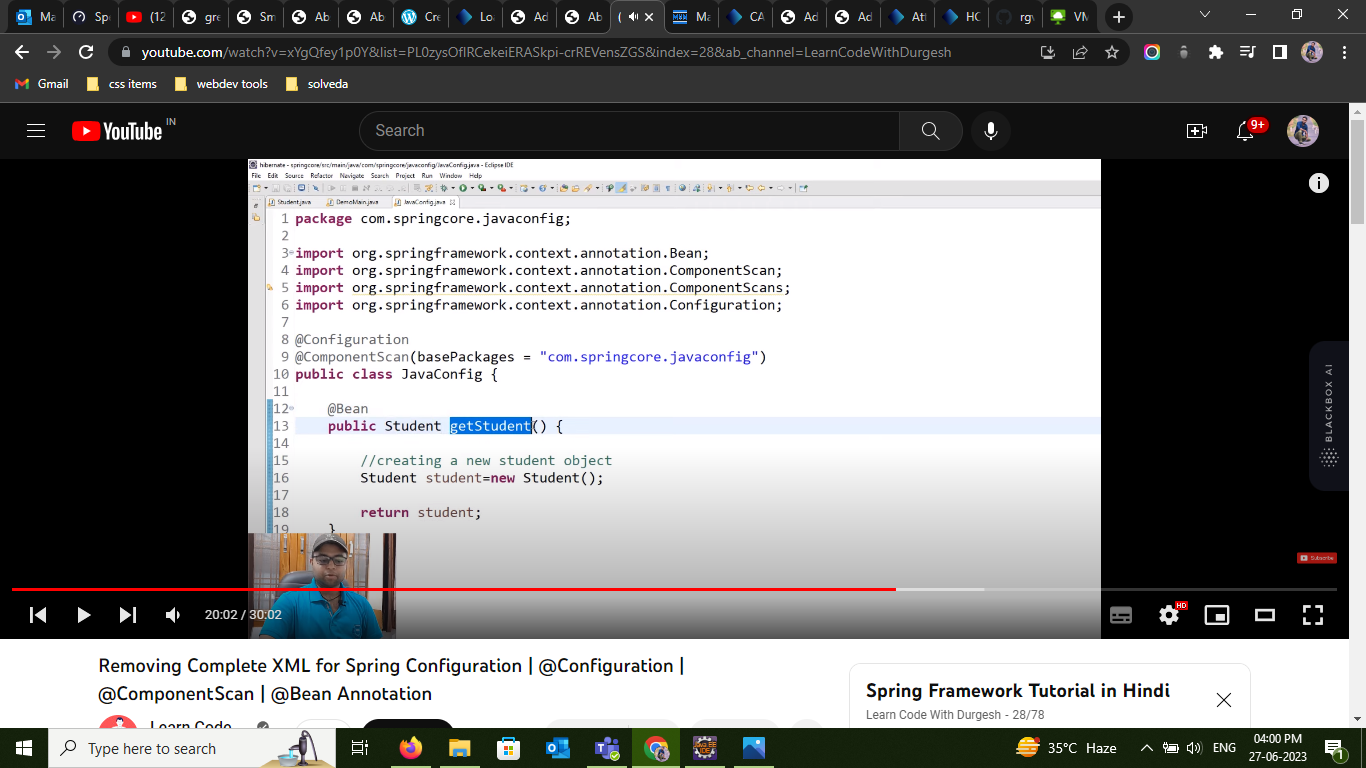 Ma
Sp
(12
gre
Sm
Ab
Ab
Cre
Lo
Ad
Ab
(
Ma
CA
Ad
Ad
Att
HC
rgv
VM
youtube.com/watch?v=xYgQfey1p0Y&list=PL0zysOflRCekeiERASkpi-crREVensZGS&index=28&ab_channel=LearnCodeWithDurgesh
Gmail css items webdev tools solveda
YouTube IN
Search
9+
hibernate - springcore/src/main/java/com/springcore/javaconfig/JavaConfig.java - Eclipse IDE
File Edit Source Refactor Navigate Search Project Run Window Help
Student.java DemoMain.java JavaConfig.java
1 package com.springcore.javaconfig;
2
3 import org.springframework.context.annotation.Bean;
4 import org.springframework.context.annotation.ComponentScan;
5 import org.springframework.context.annotation.ComponentScans;
6 import org.springframework.context.annotation.Configuration;
7
8 @Configuration
9 @ComponentScan(basePackages = "com.springcore.javaconfig")
10 public class JavaConfig {
11
12 @Bean
13 public Student getStudent() {
14
15 //creating a new student object
16 Student student=new Student();
17
18 return student;
19 }
BLACKBOX AI
Subscribe
20:02 / 30:02
HD
Removing Complete XML for Spring Configuration | @Configuration |
@ComponentScan | @Bean Annotation
Learn Code
Spring Framework Tutorial in Hindi
Learn Code With Durgesh - 28/78
Type here to search
JAVA EE
IDE
35°C Haze
ENG
04:00 PM
27-06-2023
1